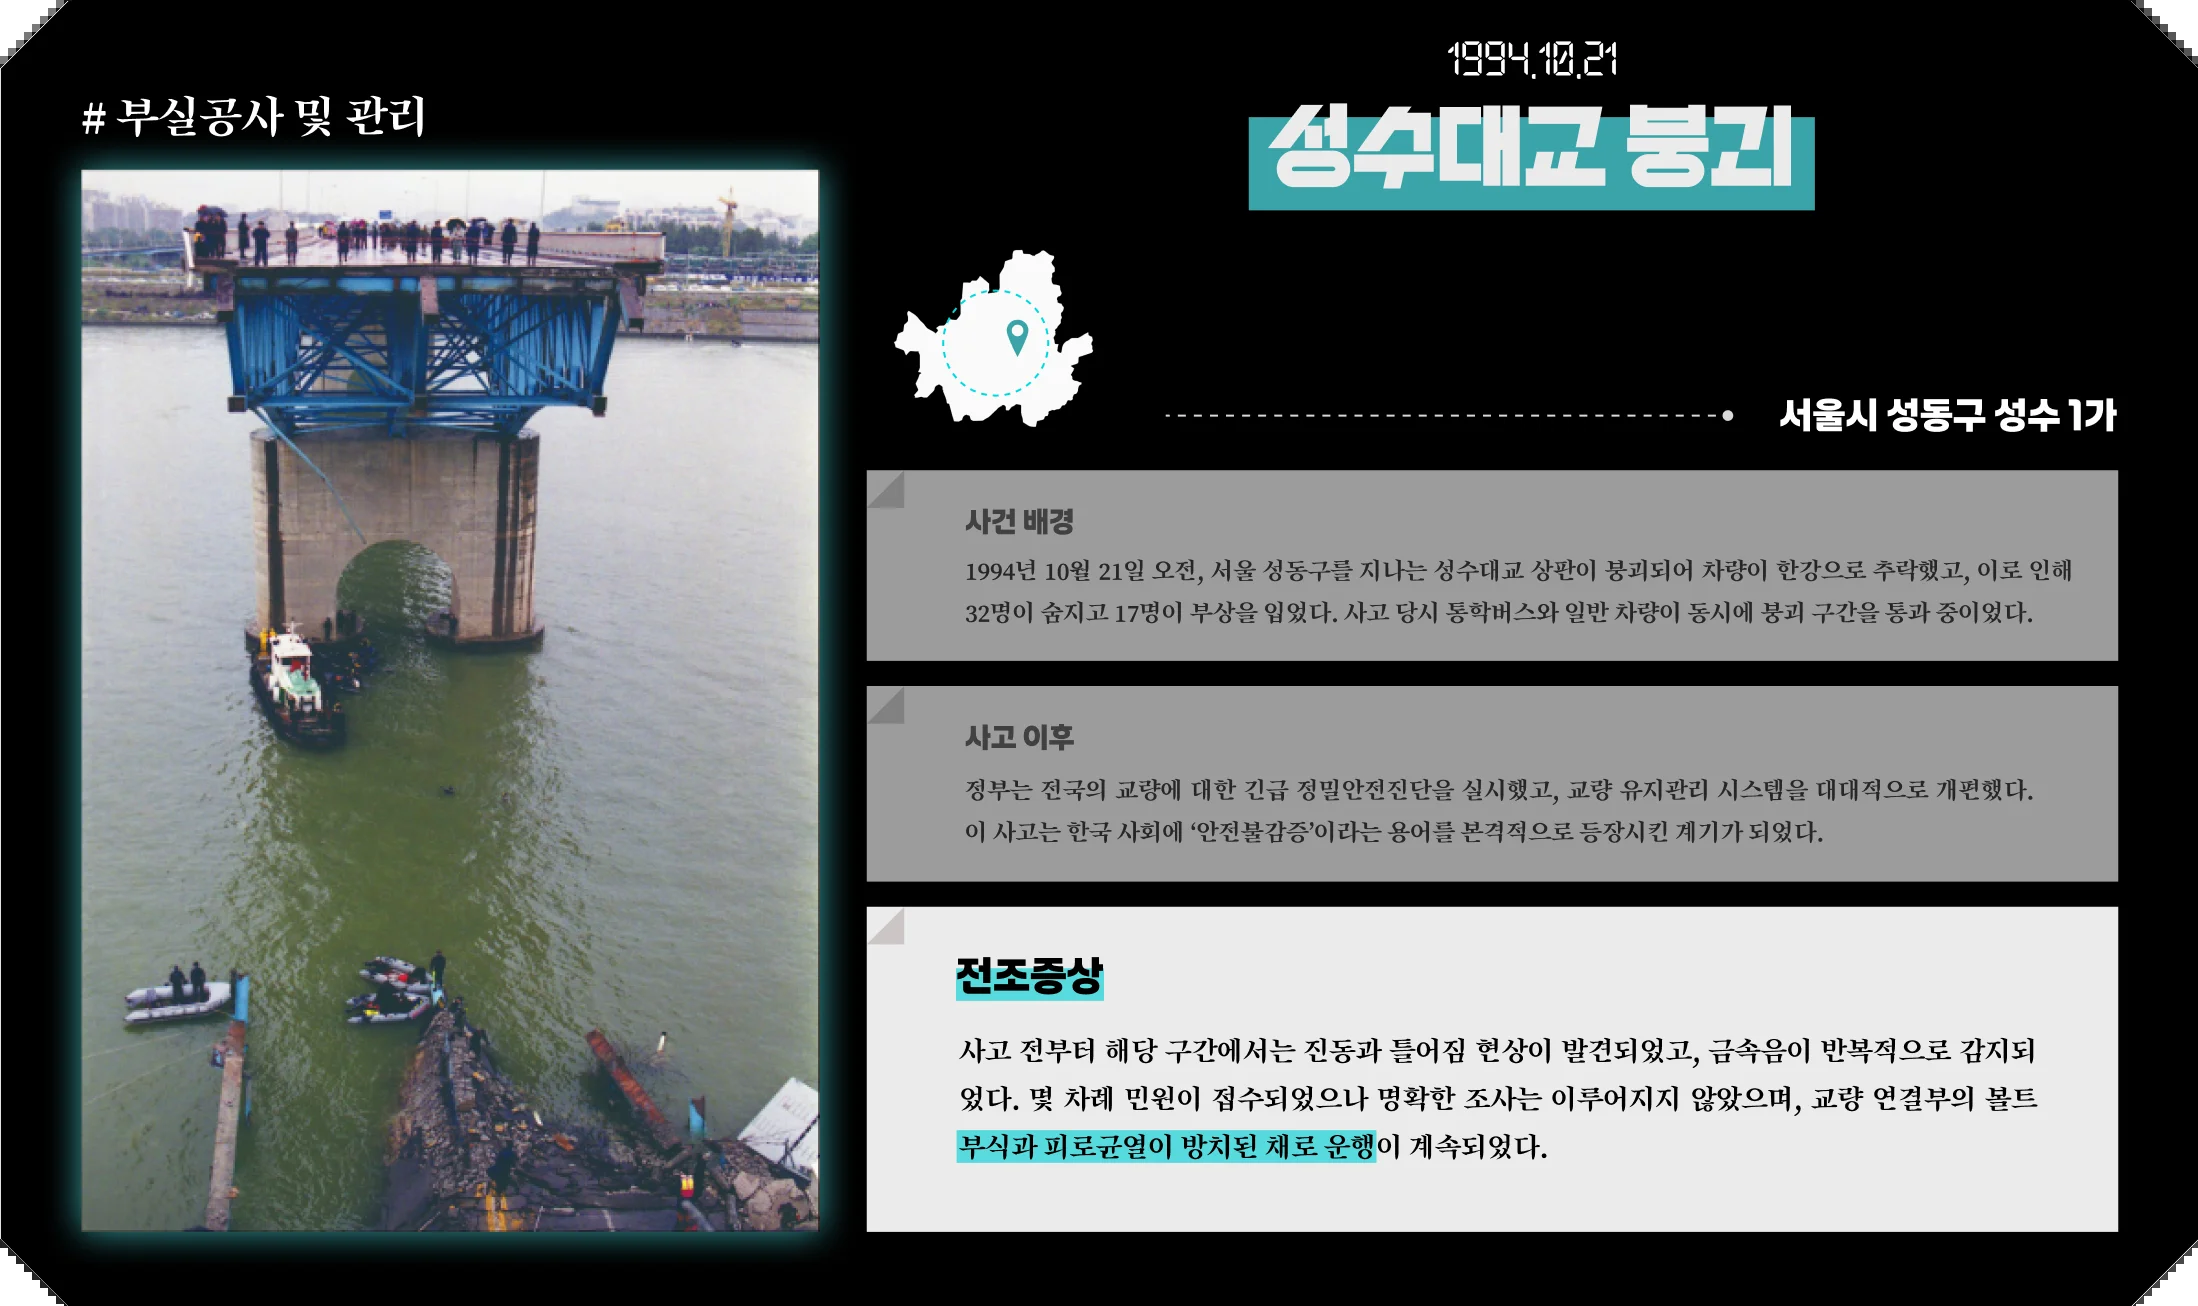 # 부실공사 및 관리
1994.10.21
성수대교 붕괴
서울시 성동구 성수 1가
사건 배경
1994년 10월 21일 오전, 서울 성동구를 지나는 성수대교 상판이 붕괴되어 차량이 한강으로 추락했고, 이로 인해
32명이 숨지고 17명이 부상을 입었다. 사고 당시 통학버스와 일반 차량이 동시에 붕괴 구간을 통과 중이었다.
사고 이후
정부는 전국의 교량에 대한 긴급 정밀안전진단을 실시했고, 교량 유지관리 시스템을 대대적으로 개편했다.
이 사고는 한국 사회에 ‘안전불감증’이라는 용어를 본격적으로 등장시킨 계기가 되었다.
전조증상
사고 전부터 해당 구간에서는 진동과 틀어짐 현상이 발견되었고, 금속음이 반복적으로 감지되
었다. 몇 차례 민원이 접수되었으나 명확한 조사는 이루어지지 않았으며, 교량 연결부의 볼트
부식과 피로균열이 방치된 채로 운행이 계속되었다.